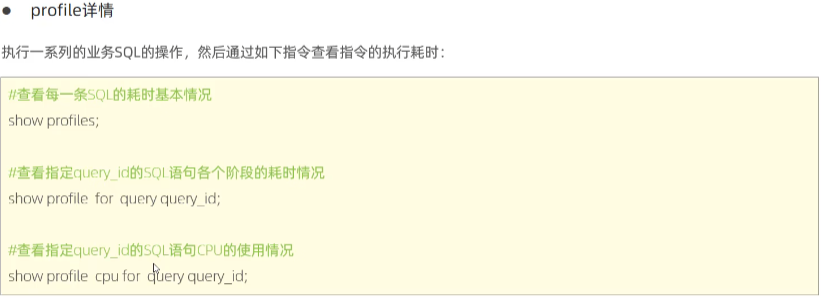 ● profile详情
执行一系列的业务SQL的操作，然后通过如下指令查看指令的执行耗时：
#查看每一条SQL的耗时基本情况
show profiles;
#查看指定query_id的SQL语句各个阶段的耗时情况
show profile for query query_id;
#查看指定query_id的SQL语句CPU的使用情况
show profile cpu for query query_id;